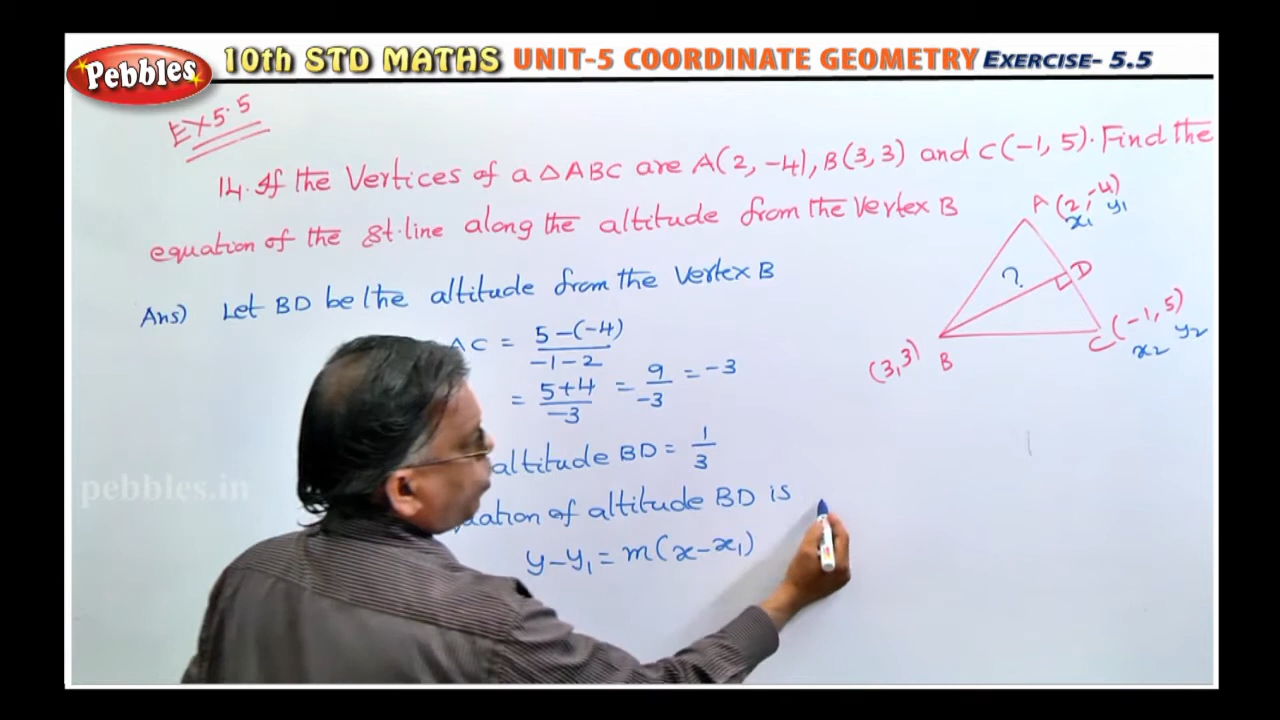 Pebbles
10th STD MATHS UNIT-5 COORDINATE GEOMETRY EXERCISE- 5.5
EX 5.5
14. If the Vertices of a △ABC are A(2, -4), B(3, 3) and C(-1, 5). Find the
equation of the st.line along the altitude from the Vertex B
Ans) Let BD be the altitude from the Vertex B
AC = 5-(-4) / -1-2
= 5+4 / -3 = 9 / -3 = -3
altitude BD = 1/3
of altitude BD is
y-y₁ = m(x-x₁)
A (2, -4)
x₁ y₁
?
D
C (-1, 5)
x₂ y₂
B
(3,3)
pebbles.in